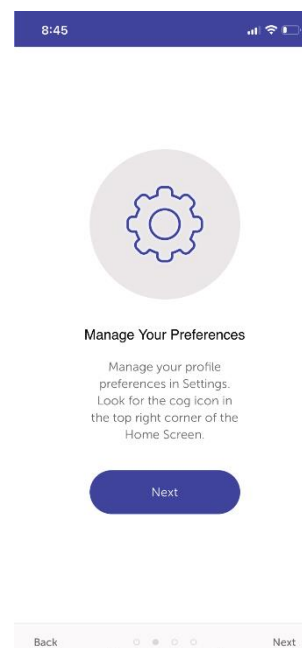 8:45
Manage Your Preferences
Manage your profile
preferences in Settings.
Look for the cog icon in
the top right corner of the
Home Screen.
Next
Back
Next